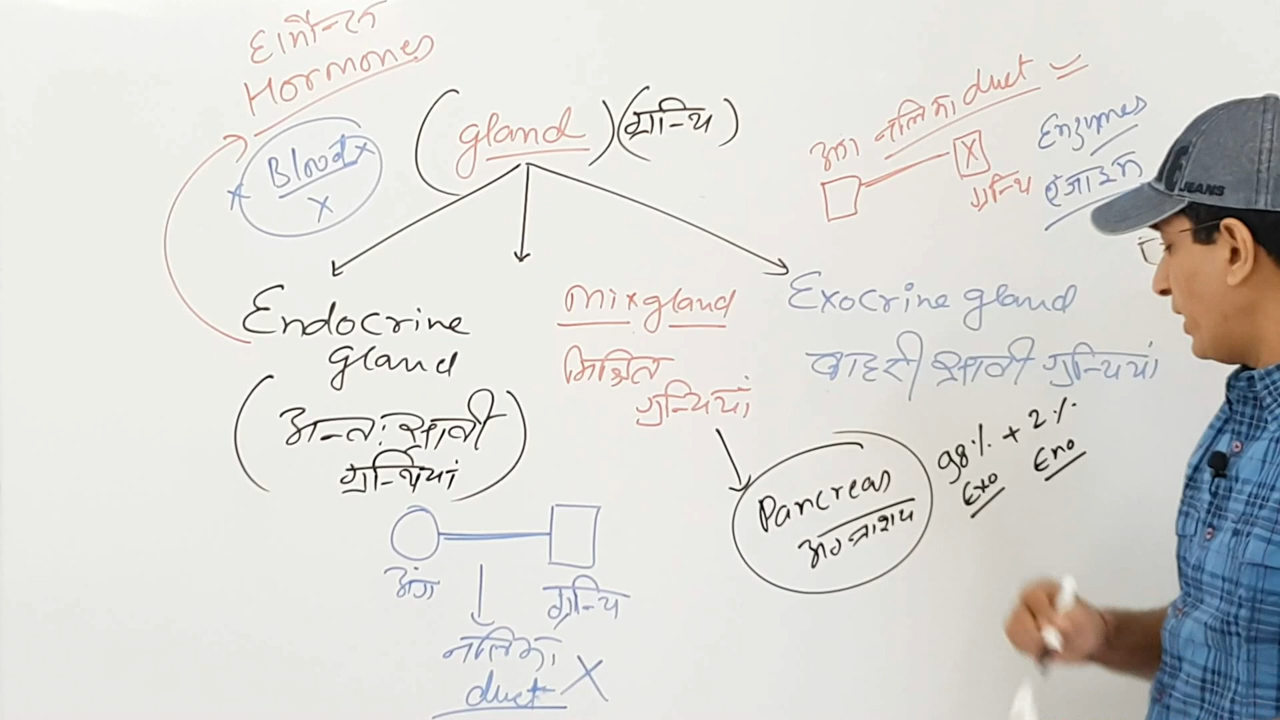 हार्मोन्स
Hormones
Blood
(gland) (ग्रन्थि)
अंग नलिका duct
ग्रन्थि
Enzymes
एंजाइम
JEANS
Endocrine
gland
(अन्तः स्त्रावी
ग्रन्थियां)
Mixgland
मिश्रित
ग्रन्थियां
Exocrine gland
बाहरी स्त्रावी ग्रन्थियां
Pancreas
अग्नाशय
98% + 2%
Exo Eno
अंग
ग्रन्थि
नलिका
duct X